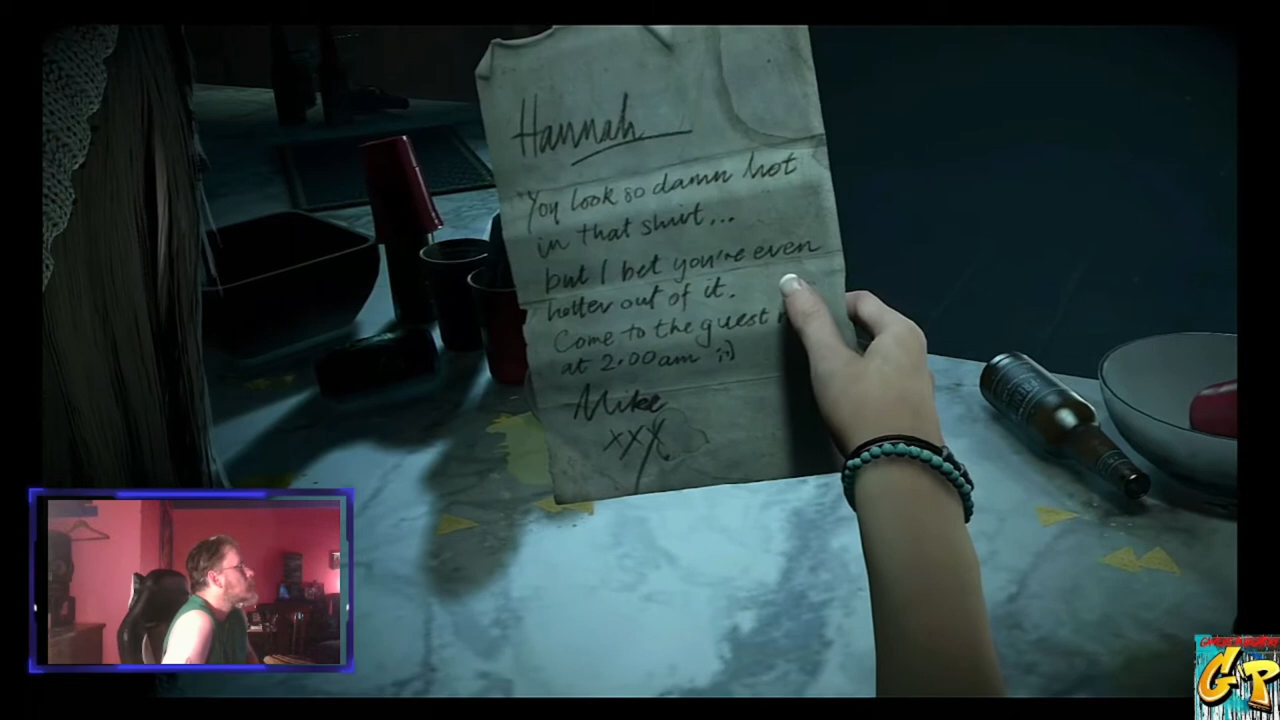 Hannah
You look so damn hot
in that shirt...
but I bet you're even
hotter out of it.
Come to the guest
at 2.00am ;)
Mike
xxx
GP